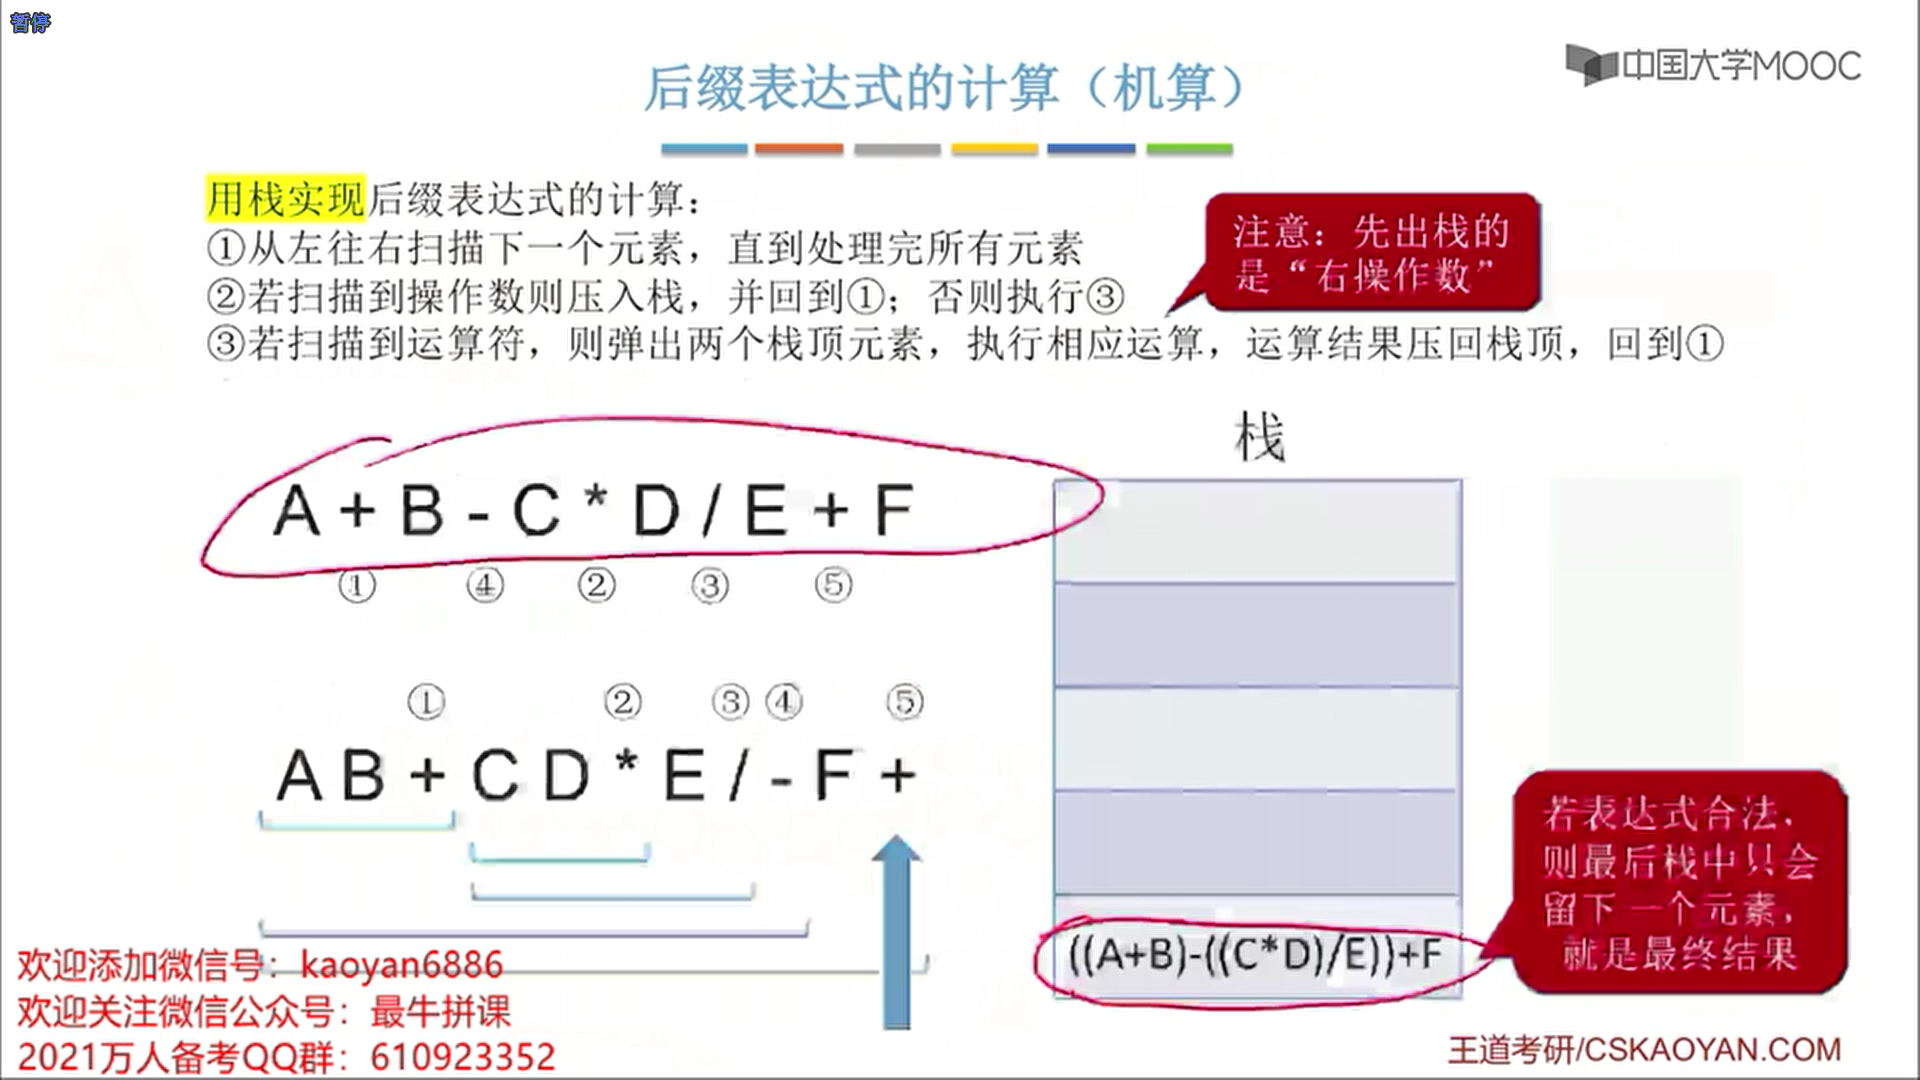 暂停
中国大学MOOC
后缀表达式的计算（机算）
用栈实现后缀表达式的计算：
①从左往右扫描下一个元素，直到处理完所有元素
②若扫描到操作数则压入栈，并回到①；否则执行③
③若扫描到运算符，则弹出两个栈顶元素，执行相应运算，运算结果压回栈顶，回到①
注意：先出栈的
是“右操作数”
栈
A + B - C * D / E + F
① ④ ② ③ ⑤
① ② ③ ④ ⑤
A B + C D * E / - F +
((A+B)-((C*D)/E))+F
若表达式合法，
则最后栈中只会
留下一个元素，
就是最终结果
欢迎添加微信号：kaoyan6886
欢迎关注微信公众号：最牛拼课
2021万人备考QQ群：610923352
王道考研/CSKAOYAN.COM